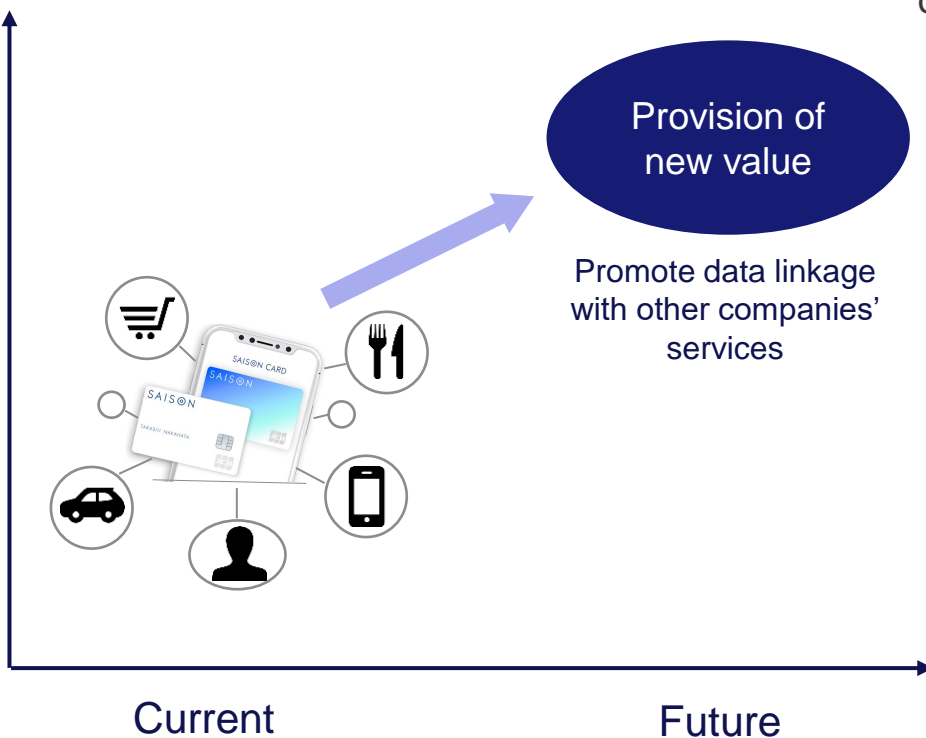 Provision of
new value
Promote data linkage
with other companies’
services
SAISON CARD
SAISON
SAISON
Current
Future